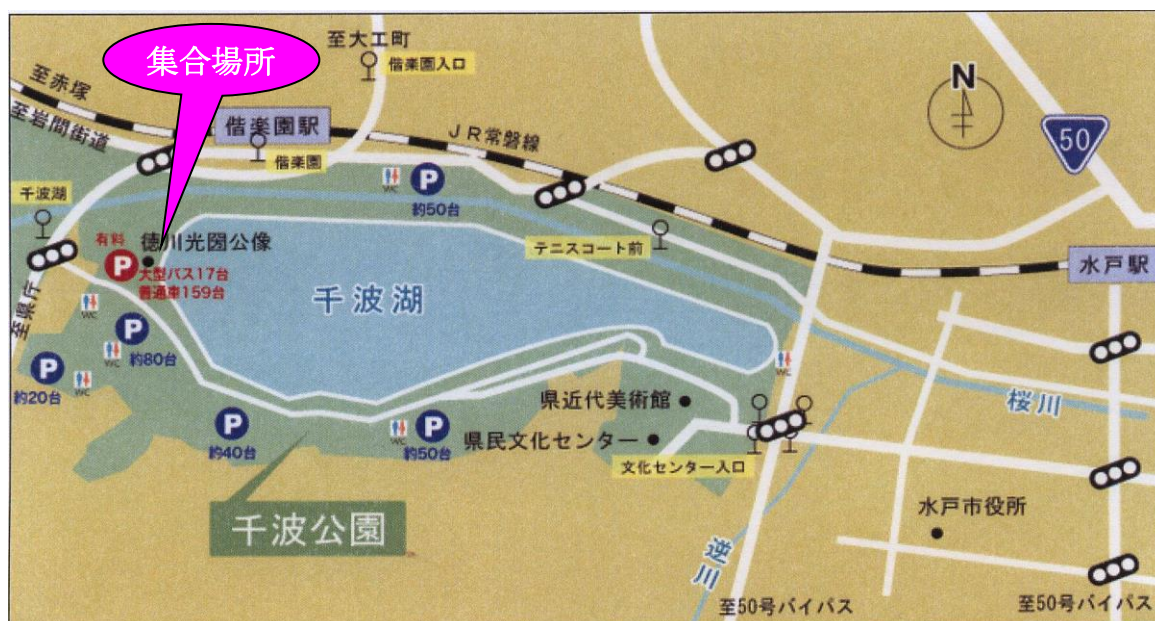 集合場所
至大工町
偕楽園入口
N
至赤塚
至岩間街道
偕楽園駅
JR常磐線
50
偕楽園
千波湖
WC
P
約50台
有料
徳川光圀公像
P
大型バス17台
普通車159台
テニスコート前
水戸駅
千波湖
至県庁
WC
P
約80台
WC
P
約20台
WC
P
約40台
WC
P
約50台
WC
県近代美術館
県民文化センター
文化センター入口
桜川
千波公園
水戸市役所
逆川
至50号バイパス
至50号バイパス